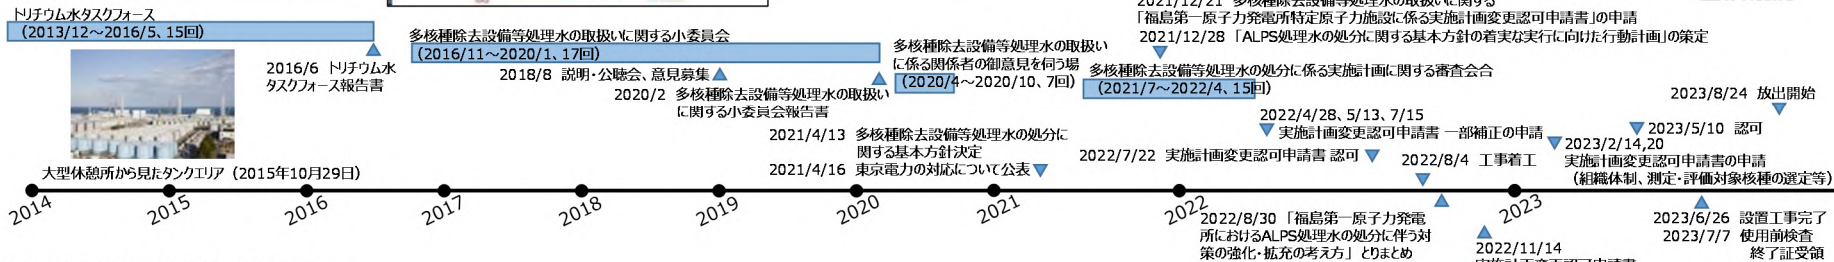 トリチウム水タスクフォース
（2013/12～2016/5、15回）
2016/6 トリチウム水
タスクフォース報告書
大型休憩所から見たタンクエリア（2015年10月29日）
多核種除去設備等処理水の取扱いに関する小委員会
（2016/11～2020/1、17回）
2018/8 説明・公聴会、意見募集
2020/2 多核種除去設備等処理水の取扱い
に関する小委員会報告書
多核種除去設備等処理水の取扱い
に係る関係者の御意見を伺う場
（2020/4～2020/10、7回）
2021/4/13 多核種除去設備等処理水の処分に
関する基本方針決定
2021/4/16 東京電力の対応について公表
2021/12/21 多核種除去設備等処理水の取扱いに関する
「福島第一原子力発電所特定原子力施設に係る実施計画変更認可申請書」の申請
2021/12/28 「ALPS処理水の処分に関する基本方針の着実な実行に向けた行動計画」の策定
多核種除去設備等処理水の処分に係る実施計画に関する審査会合
（2021/7～2022/4、15回）
2022/4/28、5/13、7/15
実施計画変更認可申請書 一部補正の申請
2022/7/22 実施計画変更認可申請書 認可
2022/8/4 工事着工
2023/8/24 放出開始
2023/5/10 認可
2023/2/14,20
実施計画変更認可申請書の申請
（組織体制、測定・評価対象核種の選定等）
2014
2015
2016
2017
2018
2019
2020
2021
2022
2023
2022/8/30 「福島第一原子力発電
所におけるALPS処理水の処分に伴う対
策の強化・拡充の考え方」とりまとめ
2022/11/14
2023/6/26 設置工事完了
2023/7/7 使用前検査
終了証受領